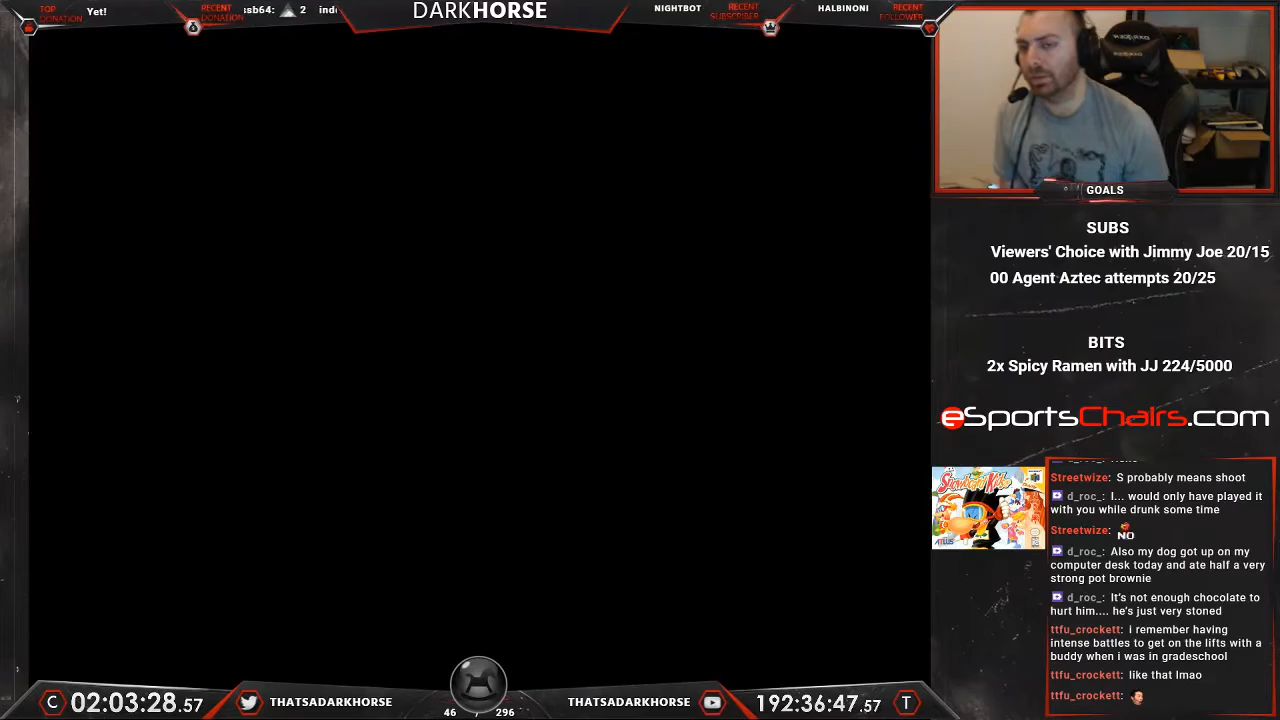 TOP DONATION
Yet!
RECENT DONATION
ssb64: 2
DARKHORSE
NIGHTBOT
RECENT SUBSCRIBER
HALBINONI
RECENT FOLLOWER
GOALS
SUBS
Viewers' Choice with Jimmy Joe 20/15
00 Agent Aztec attempts 20/25
BITS
2x Spicy Ramen with JJ 224/5000
eSportsChairs.com
Snowboard Kids
ATLUS
Streetwize: S probably means shoot
d_roc_: I... would only have played it
with you while drunk some time
Streetwize: NO
d_roc_: Also my dog got up on my
computer desk today and ate half a very
strong pot brownie
d_roc_: It's not enough chocolate to
hurt him.... he's just very stoned
ttfu_crockett: i remember having
intense battles to get on the lifts with a
buddy when i was in gradeschool
ttfu_crockett: like that lmao
ttfu_crockett:
C 02:03:28.57
THATSADARKHORSE
46 / 296
THATSADARKHORSE
192:36:47.57 T